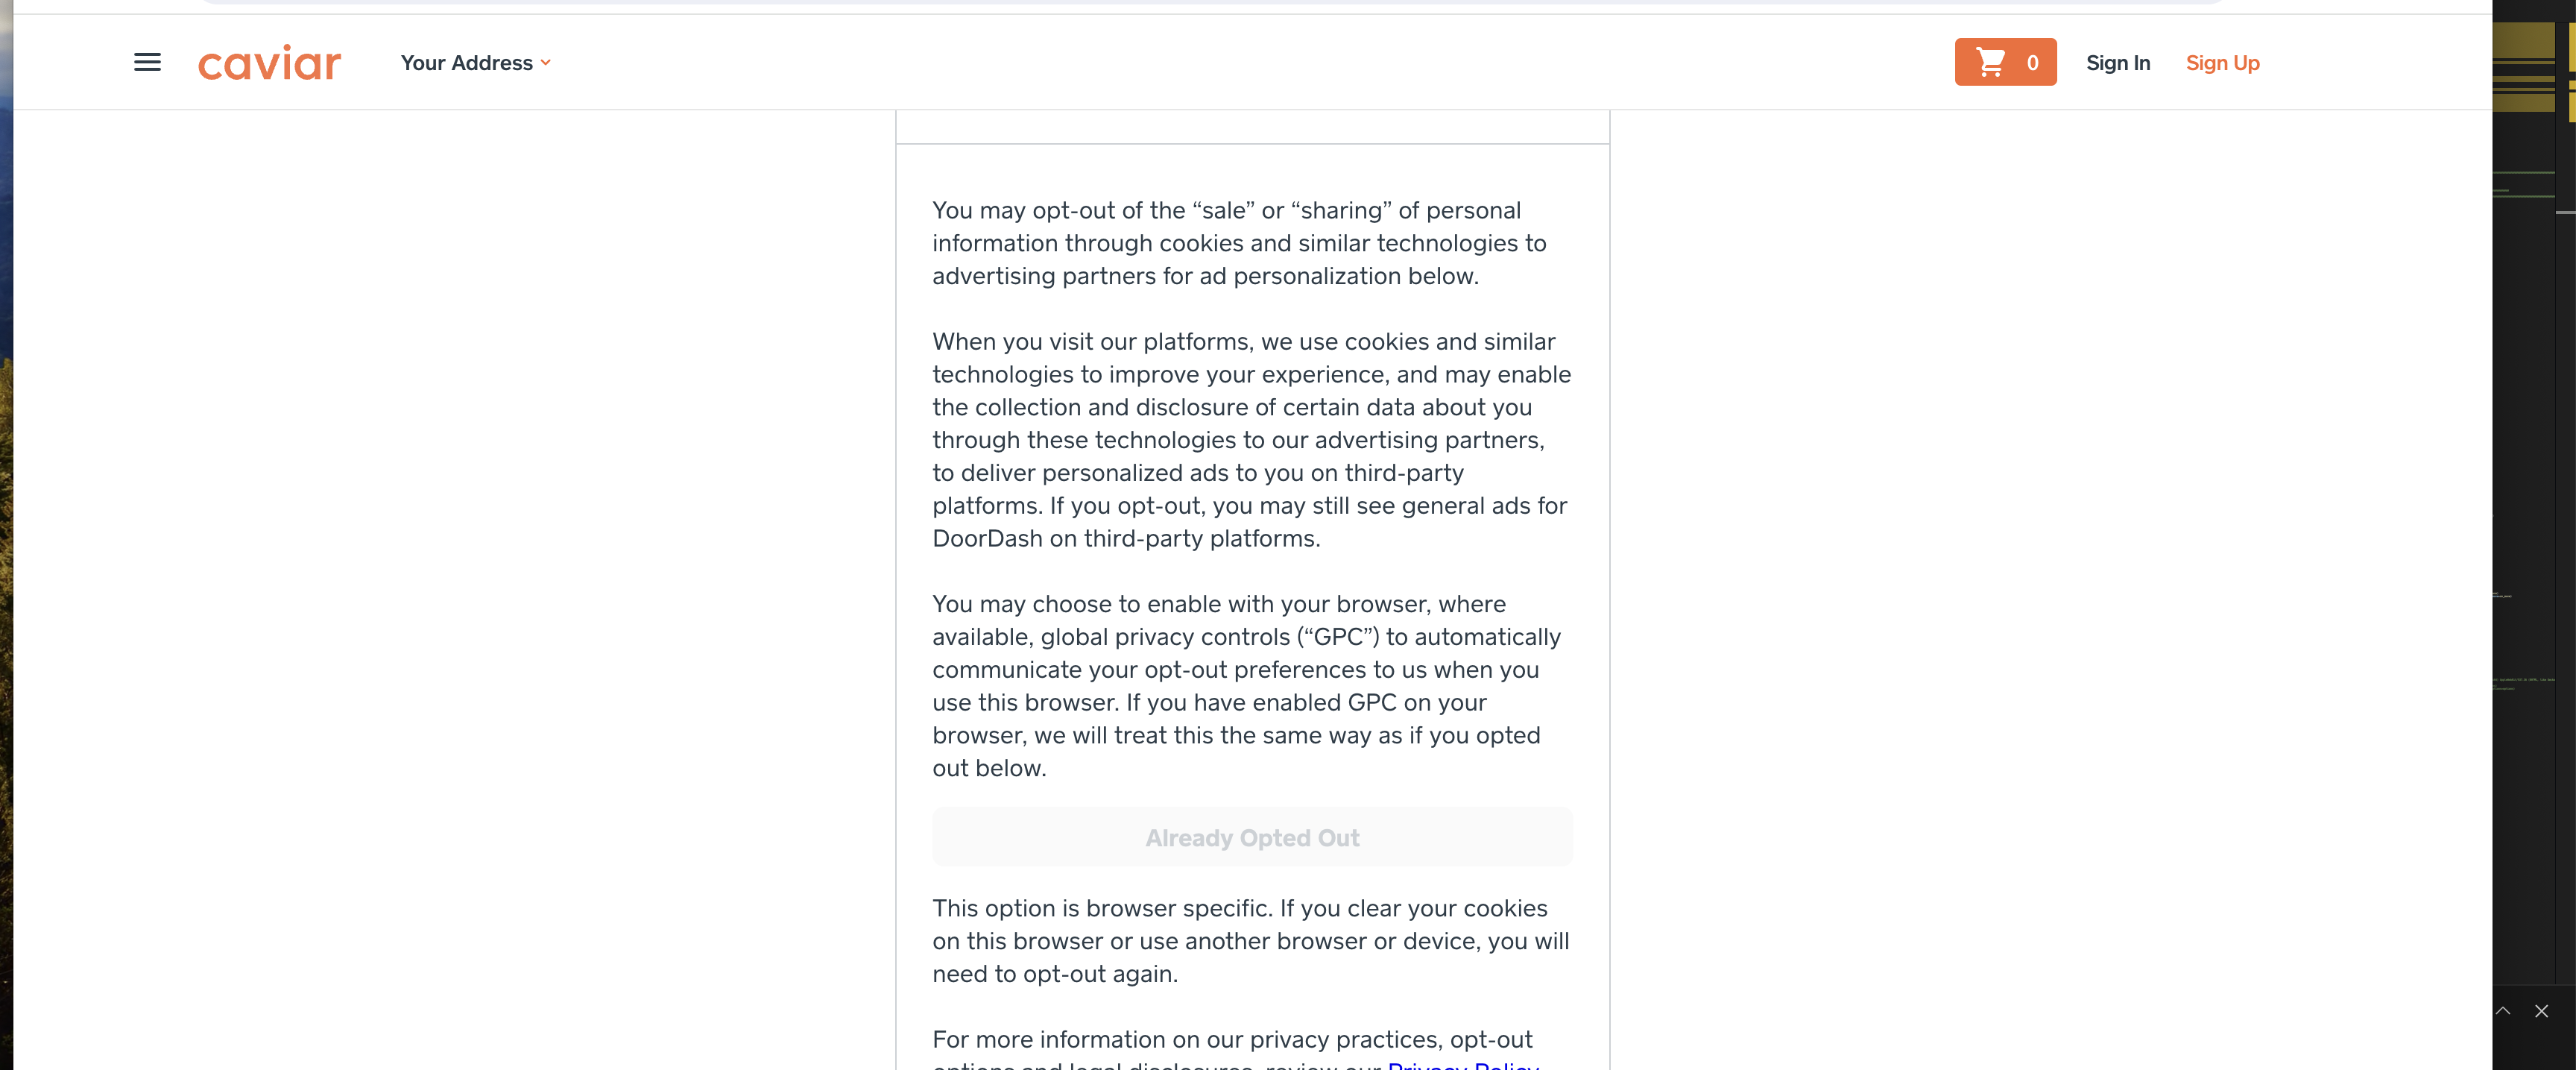 caviar
Your Address
0
Sign In
Sign Up
You may opt-out of the “sale” or “sharing” of personal
information through cookies and similar technologies to
advertising partners for ad personalization below.
When you visit our platforms, we use cookies and similar
technologies to improve your experience, and may enable
the collection and disclosure of certain data about you
through these technologies to our advertising partners,
to deliver personalized ads to you on third-party
platforms. If you opt-out, you may still see general ads for
DoorDash on third-party platforms.
You may choose to enable with your browser, where
available, global privacy controls (“GPC”) to automatically
communicate your opt-out preferences to us when you
use this browser. If you have enabled GPC on your
browser, we will treat this the same way as if you opted
out below.
Already Opted Out
This option is browser specific. If you clear your cookies
on this browser or use another browser or device, you will
need to opt-out again.
For more information on our privacy practices, opt-out
options and legal disclosures, review our Privacy Policy